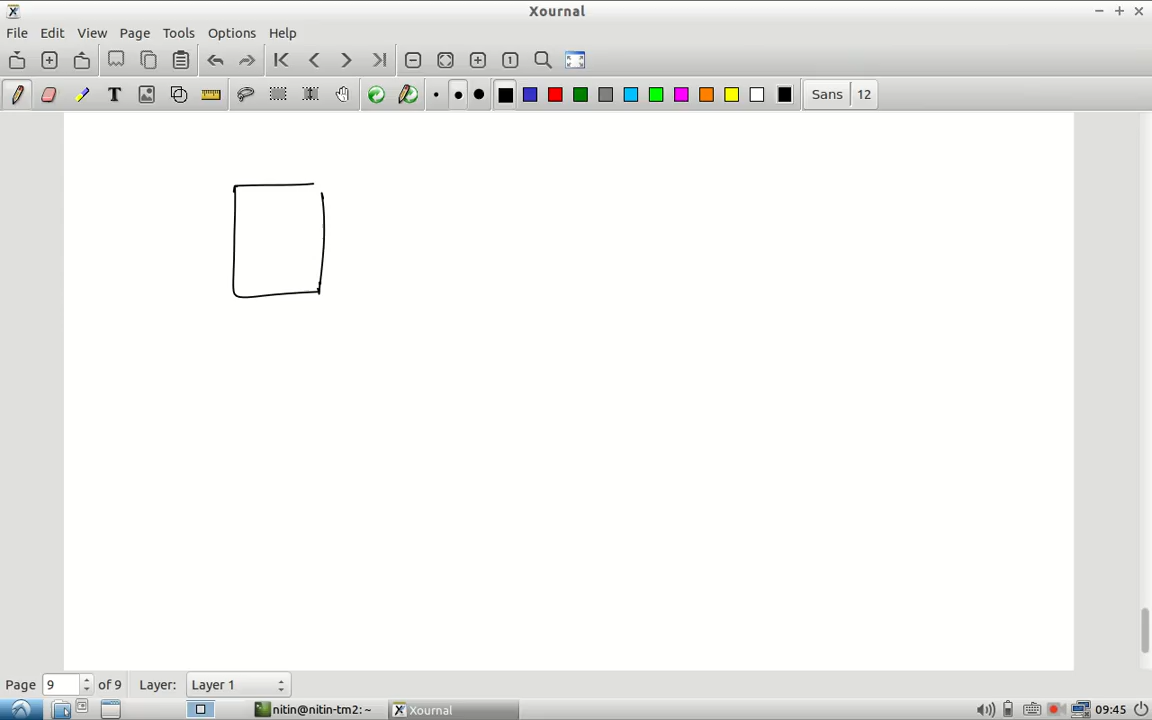 Xournal
File Edit View Page Tools Options Help
Sans 12
Page 9 of 9 Layer: Layer 1
nitin@nitin-tm2: ~ Xournal 09:45